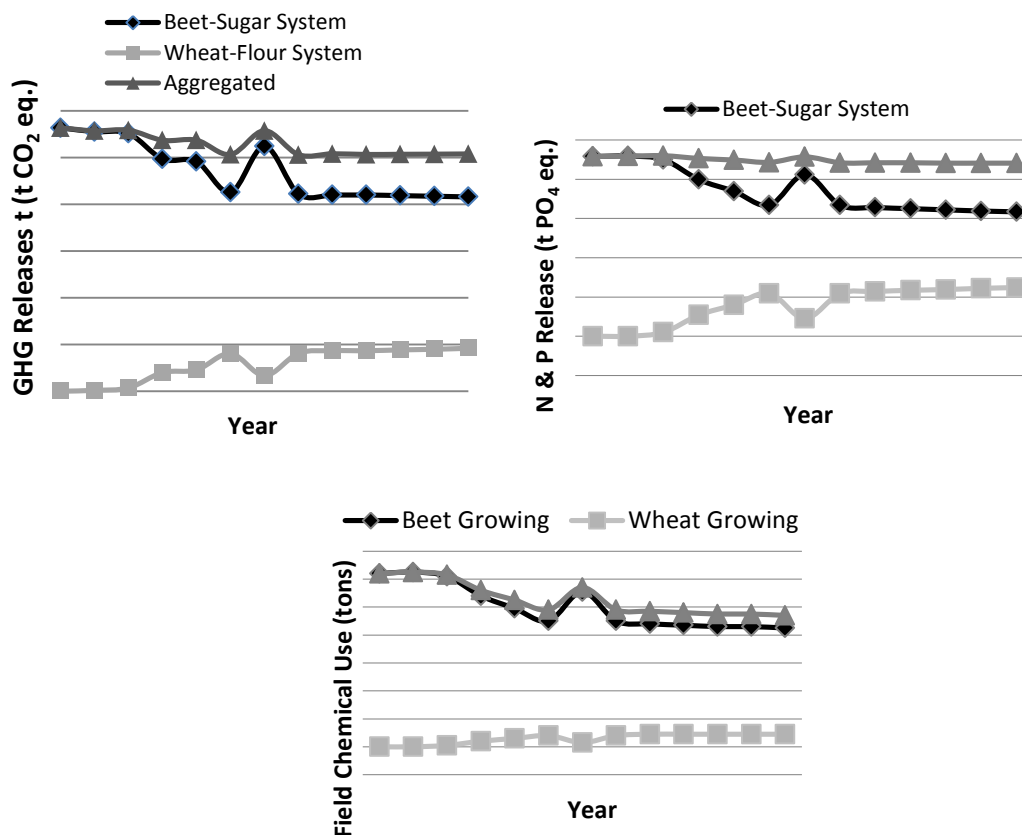 Beet-Sugar System
Wheat-Flour System
Aggregated
GHG Releases t (t CO₂ eq.)
Year
Beet-Sugar System
N & P Release (t PO₄ eq.)
Year
Beet Growing Wheat Growing
Field Chemical Use (tons)
Year